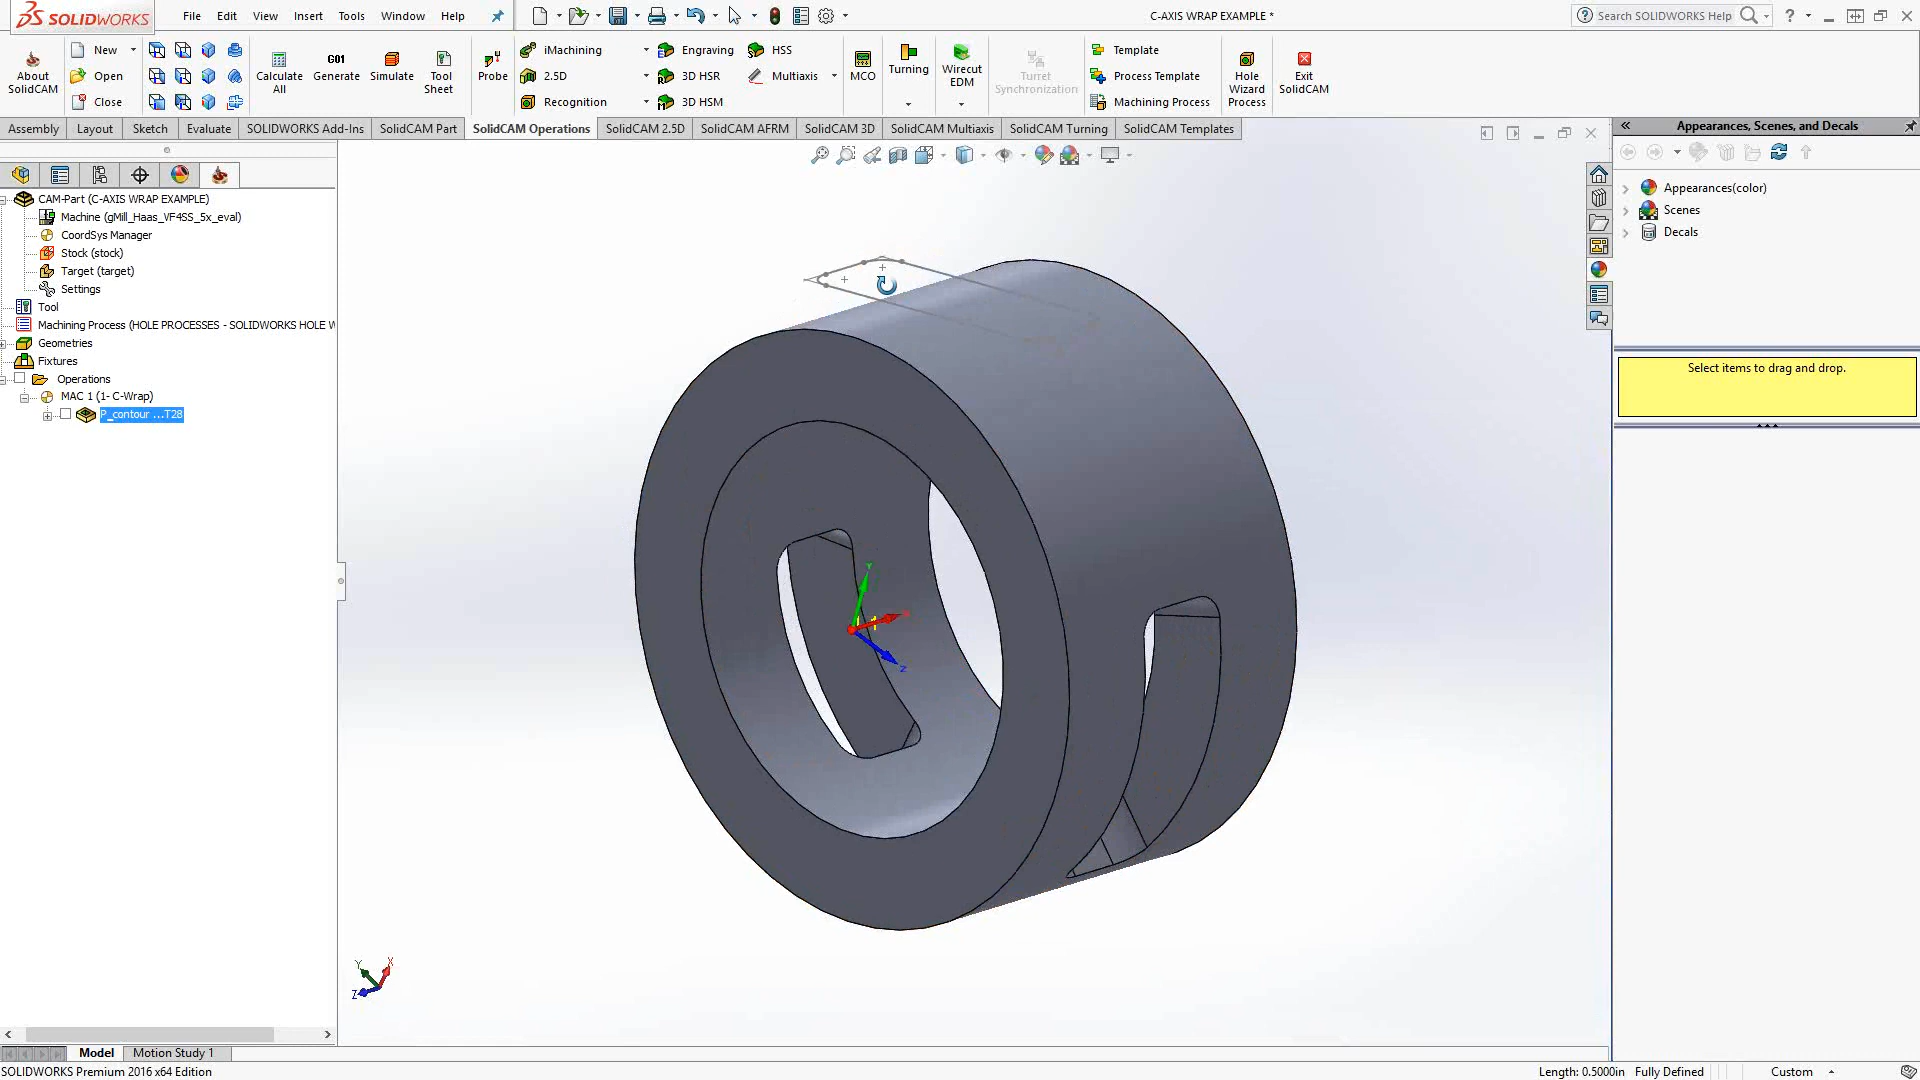 SOLIDWORKS File Edit View Insert Tools Window Help C-AXIS WRAP EXAMPLE * Search SOLIDWORKS Help ?
About SolidCAM New Open Close Calculate All G01 Generate Simulate Tool Sheet Probe
iMachining Engraving HSS
2.5D 3D HSR Multiaxis
Recognition 3D HSM
MCO Turning Wirecut EDM Turret Synchronization
Template
Process Template
Machining Process
Hole Wizard Process Exit SolidCAM
Assembly Layout Sketch Evaluate SOLIDWORKS Add-Ins SolidCAM Part SolidCAM Operations SolidCAM 2.5D SolidCAM AFRM SolidCAM 3D SolidCAM Multiaxis SolidCAM Turning SolidCAM Templates
Appearances, Scenes, and Decals
CAM-Part (C-AXIS WRAP EXAMPLE)
Machine (gMill_Haas_VF4SS_5x_eval)
CoordSys Manager
Stock (stock)
Target (target)
Settings
Tool
Machining Process (HOLE PROCESSES - SOLIDWORKS HOLE W
Geometries
Fixtures
Operations
MAC 1 (1- C-Wrap)
P_contour ...T28
Appearances(color)
Scenes
Decals
Select items to drag and drop.
Y
Z
Y X
Z
Model Motion Study 1
SOLIDWORKS Premium 2016 x64 Edition Length: 0.5000in Fully Defined Custom